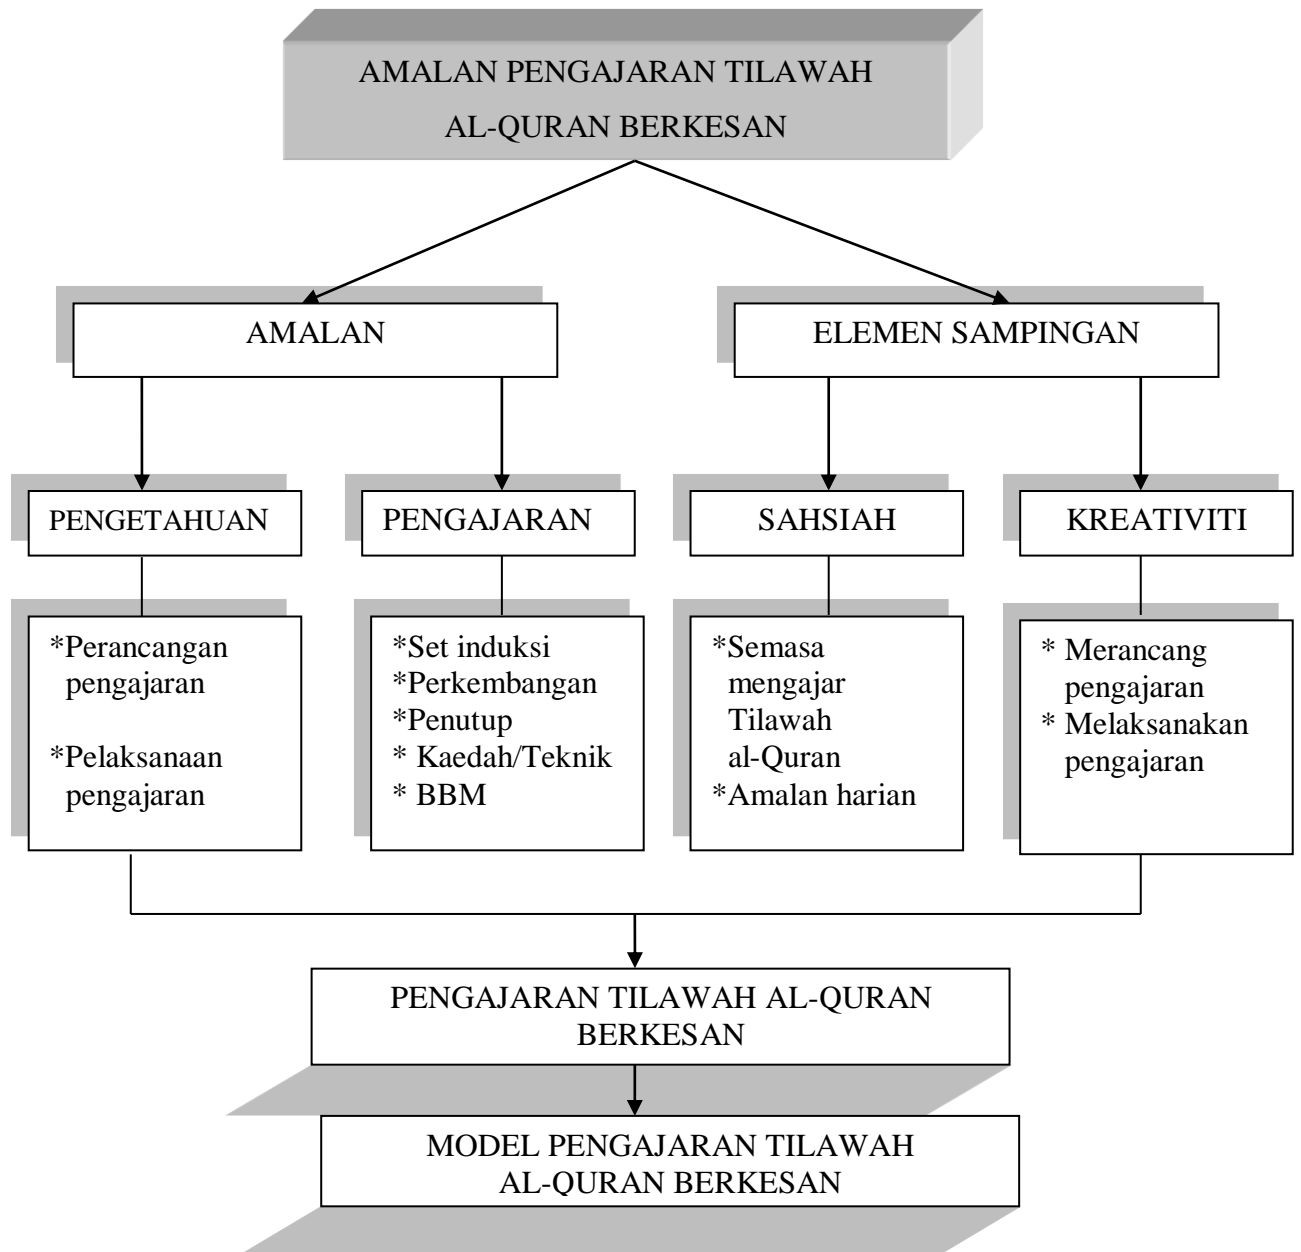 AMALAN PENGAJARAN TILAWAH
AL-QURAN BERKESAN
AMALAN
ELEMEN SAMPINGAN
PENGETAHUAN
PENGAJARAN
SAHSIAH
KREATIVITI
*Perancangan
pengajaran
*Pelaksanaan
pengajaran
*Set induksi
*Perkembangan
*Penutup
* Kaedah/Teknik
* BBM
*Semasa
mengajar
Tilawah
al-Quran
*Amalan harian
* Merancang
pengajaran
* Melaksanakan
pengajaran
PENGAJARAN TILAWAH AL-QURAN
BERKESAN
MODEL PENGAJARAN TILAWAH
AL-QURAN BERKESAN